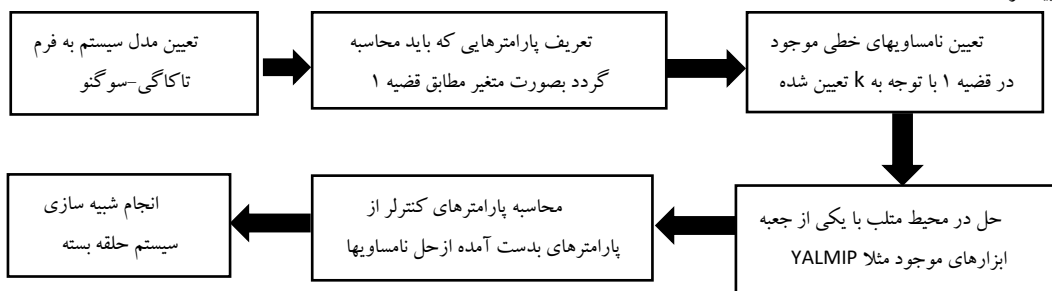 تعیین مدل سیستم به فرم
تاکاگی-سوگنو
تعریف پارامترهایی که باید محاسبه
گردد بصورت متغیر مطابق قضیه ۱
تعیین نامساویهای خطی موجود
در قضیه ۱ با توجه به k تعیین شده
حل در محیط متلب با یکی از جعبه
ابزارهای موجود مثلا YALMIP
محاسبه پارامترهای کنترلر از
پارامترهای بدست آمده ازحل نامساویها
انجام شبیه سازی
سیستم حلقه بسته